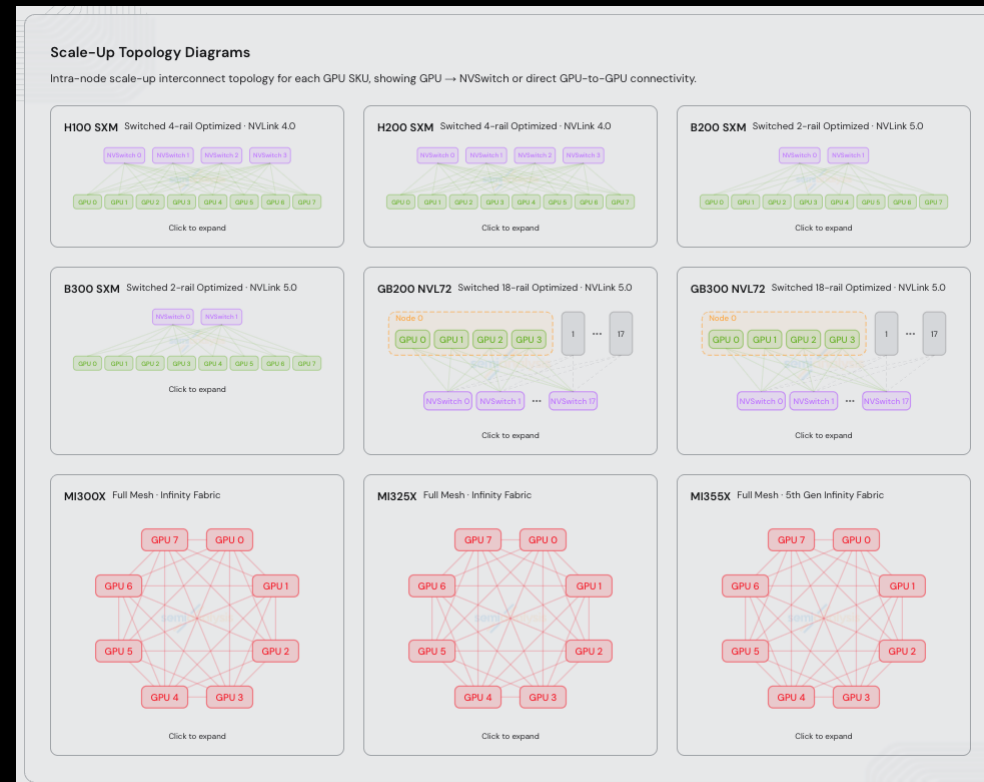 Scale-Up Topology Diagrams
Intra-node scale-up interconnect topology for each GPU SKU, showing GPU → NVSwitch or direct GPU-to-GPU connectivity.
H100 SXM Switched 4-rail Optimized · NVLink 4.0
NVSwitch 0 NVSwitch 1 NVSwitch 2 NVSwitch 3
GPU 0 GPU 1 GPU 2 GPU 3 GPU 4 GPU 5 GPU 6 GPU 7
Click to expand
H200 SXM Switched 4-rail Optimized · NVLink 4.0
NVSwitch 0 NVSwitch 1 NVSwitch 2 NVSwitch 3
GPU 0 GPU 1 GPU 2 GPU 3 GPU 4 GPU 5 GPU 6 GPU 7
Click to expand
B200 SXM Switched 2-rail Optimized · NVLink 5.0
NVSwitch 0 NVSwitch 1
GPU 0 GPU 1 GPU 2 GPU 3 GPU 4 GPU 5 GPU 6 GPU 7
Click to expand
B300 SXM Switched 2-rail Optimized · NVLink 5.0
NVSwitch 0 NVSwitch 1
GPU 0 GPU 1 GPU 2 GPU 3 GPU 4 GPU 5 GPU 6 GPU 7
Click to expand
GB200 NVL72 Switched 18-rail Optimized · NVLink 5.0
Node 0
GPU 0 GPU 1 GPU 2 GPU 3 1 ... 17
NVSwitch 0 NVSwitch 1 ... NVSwitch 17
Click to expand
GB300 NVL72 Switched 18-rail Optimized · NVLink 5.0
Node 0
GPU 0 GPU 1 GPU 2 GPU 3 1 ... 17
NVSwitch 0 NVSwitch 1 ... NVSwitch 17
Click to expand
MI300X Full Mesh · Infinity Fabric
GPU 7 GPU 0
GPU 6 GPU 1
GPU 5 GPU 2
GPU 4 GPU 3
Click to expand
MI325X Full Mesh · Infinity Fabric
GPU 7 GPU 0
GPU 6 GPU 1
GPU 5 GPU 2
GPU 4 GPU 3
Click to expand
MI355X Full Mesh · 5th Gen Infinity Fabric
GPU 7 GPU 0
GPU 6 GPU 1
GPU 5 GPU 2
GPU 4 GPU 3
Click to expand